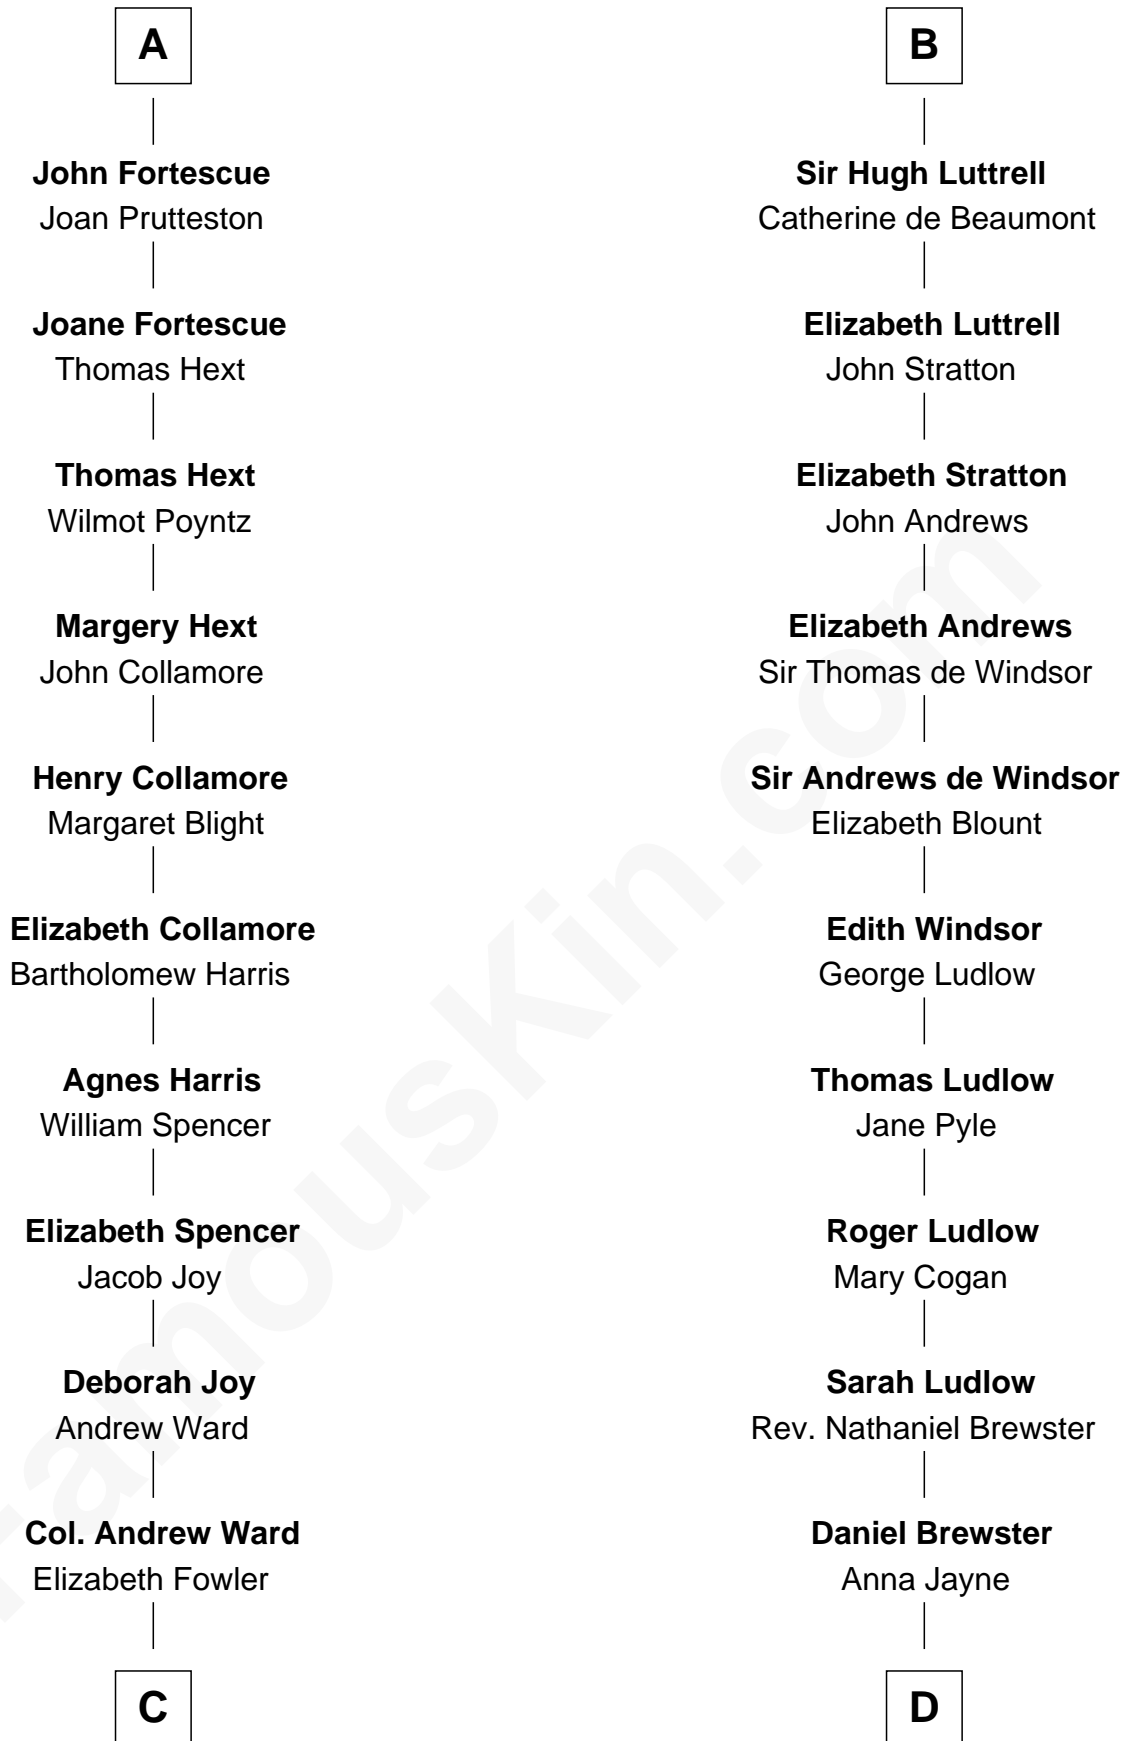 A
John Fortescue
Joan Prutteston
Joane Fortescue
Thomas Hext
Thomas Hext
Wilmot Poyntz
Margery Hext
John Collamore
Henry Collamore
Margaret Blight
Elizabeth Collamore
Bartholomew Harris
Agnes Harris
William Spencer
Elizabeth Spencer
Jacob Joy
Deborah Joy
Andrew Ward
Col. Andrew Ward
Elizabeth Fowler
C
B
Sir Hugh Luttrell
Catherine de Beaumont
Elizabeth Luttrell
John Stratton
Elizabeth Stratton
John Andrews
Elizabeth Andrews
Sir Thomas de Windsor
Sir Andrews de Windsor
Elizabeth Blount
Edith Windsor
George Ludlow
Thomas Ludlow
Jane Pyle
Roger Ludlow
Mary Cogan
Sarah Ludlow
Rev. Nathaniel Brewster
Daniel Brewster
Anna Jayne
D
FamousKin.com